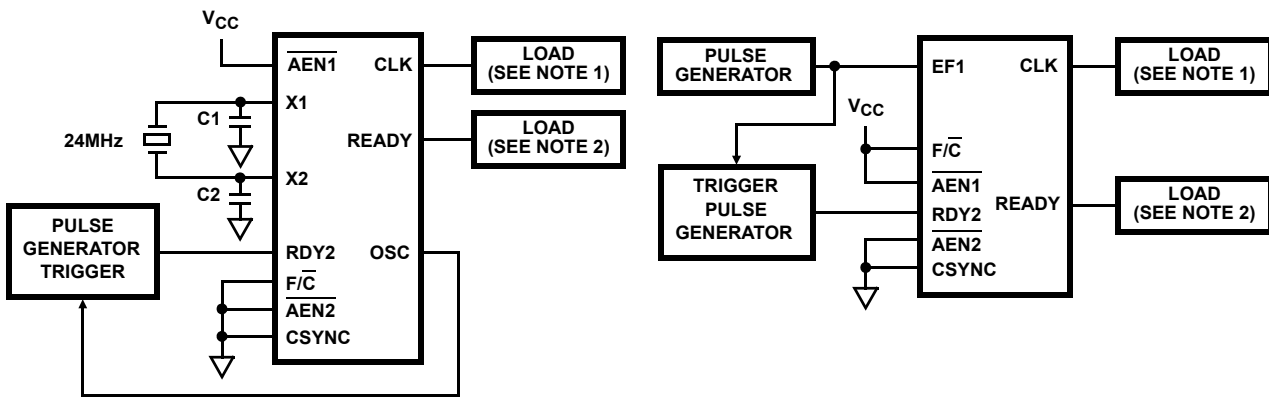 VCC
AEN1
CLK
LOAD
(SEE NOTE 1)
X1
C1
24MHz
READY
LOAD
(SEE NOTE 2)
X2
C2
PULSE
GENERATOR
TRIGGER
RDY2
OSC
F/C
AEN2
CSYNC
PULSE
GENERATOR
EF1
CLK
LOAD
(SEE NOTE 1)
VCC
F/C
TRIGGER
PULSE
GENERATOR
AEN1
RDY2
READY
LOAD
(SEE NOTE 2)
AEN2
CSYNC